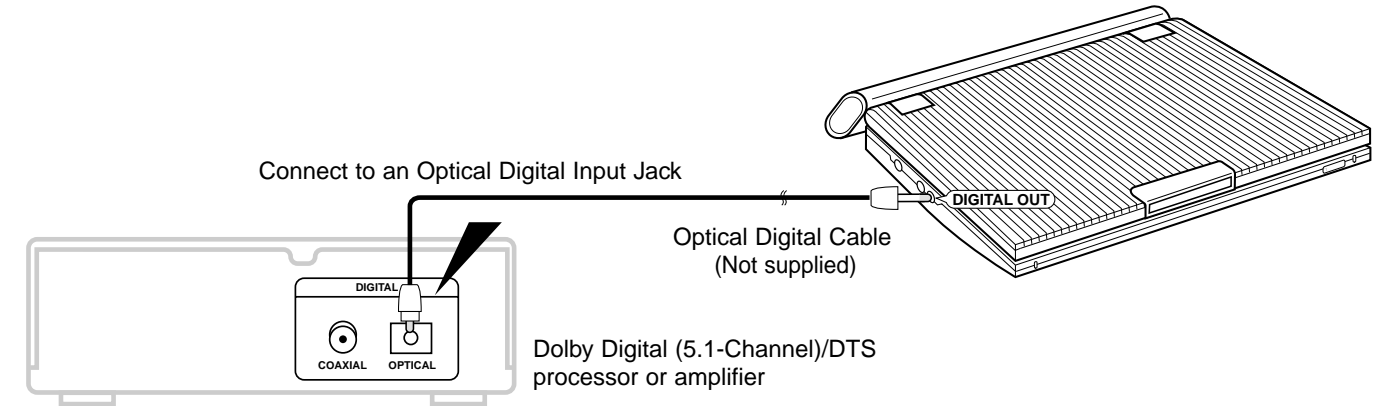 Connect to an Optical Digital Input Jack
DIGITAL OUT
Optical Digital Cable
(Not supplied)
DIGITAL
COAXIAL
OPTICAL
Dolby Digital (5.1-Channel)/DTS
processor or amplifier